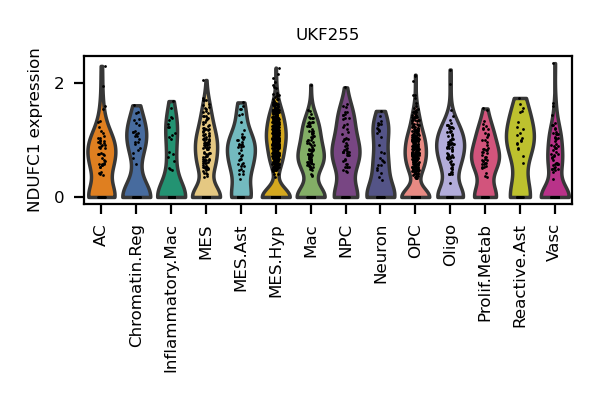 UKF255
NDUFC1 expression
2
0
AC
Chromatin.Reg
Inflammatory.Mac
MES
MES.Ast
MES.Hyp
Mac
NPC
Neuron
OPC
Oligo
Prolif.Metab
Reactive.Ast
Vasc